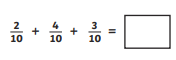 2/10 + 4/10 + 3/10 =